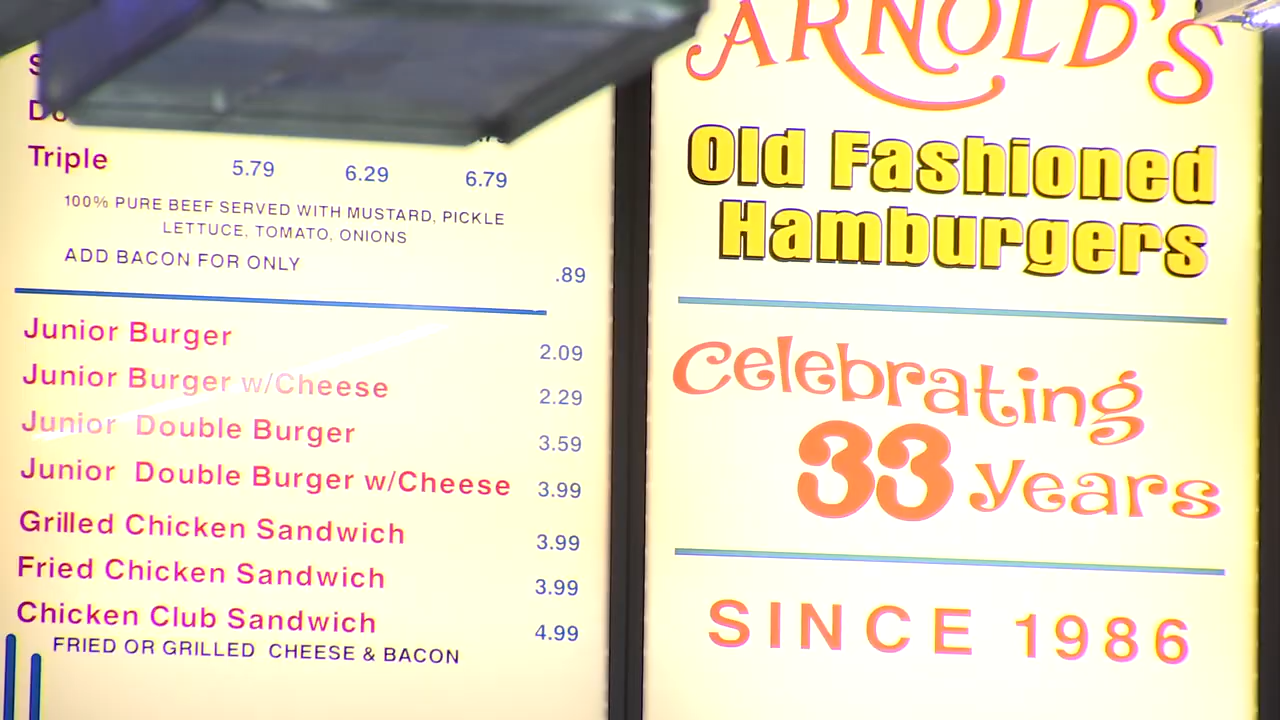 Triple 5.79 6.29 6.79
100% PURE BEEF SERVED WITH MUSTARD, PICKLE
LETTUCE, TOMATO, ONIONS
ADD BACON FOR ONLY .89
Junior Burger 2.09
Junior Burger w/Cheese 2.29
Junior Double Burger 3.59
Junior Double Burger w/Cheese 3.99
Grilled Chicken Sandwich 3.99
Fried Chicken Sandwich 3.99
Chicken Club Sandwich 4.99
FRIED OR GRILLED CHEESE & BACON
ARNOLD'S
Old Fashioned
Hamburgers
Celebrating
33 years
SINCE 1986